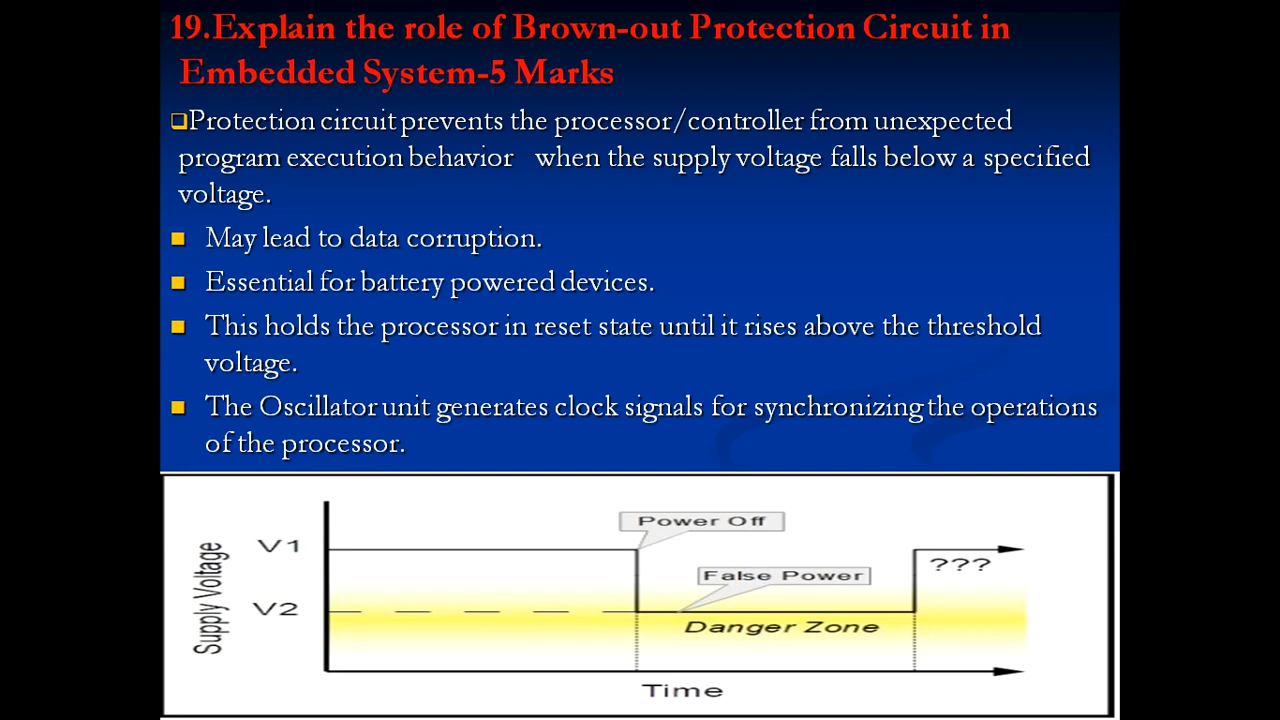 19.Explain the role of Brown-out Protection Circuit in
Embedded System-5 Marks
Protection circuit prevents the processor/controller from unexpected
program execution behavior when the supply voltage falls below a specified
voltage.
May lead to data corruption.
Essential for battery powered devices.
This holds the processor in reset state until it rises above the threshold
voltage.
The Oscillator unit generates clock signals for synchronizing the operations
of the processor.
Power Off
V1
???
False Power
Supply Voltage
V2
Danger Zone
Time